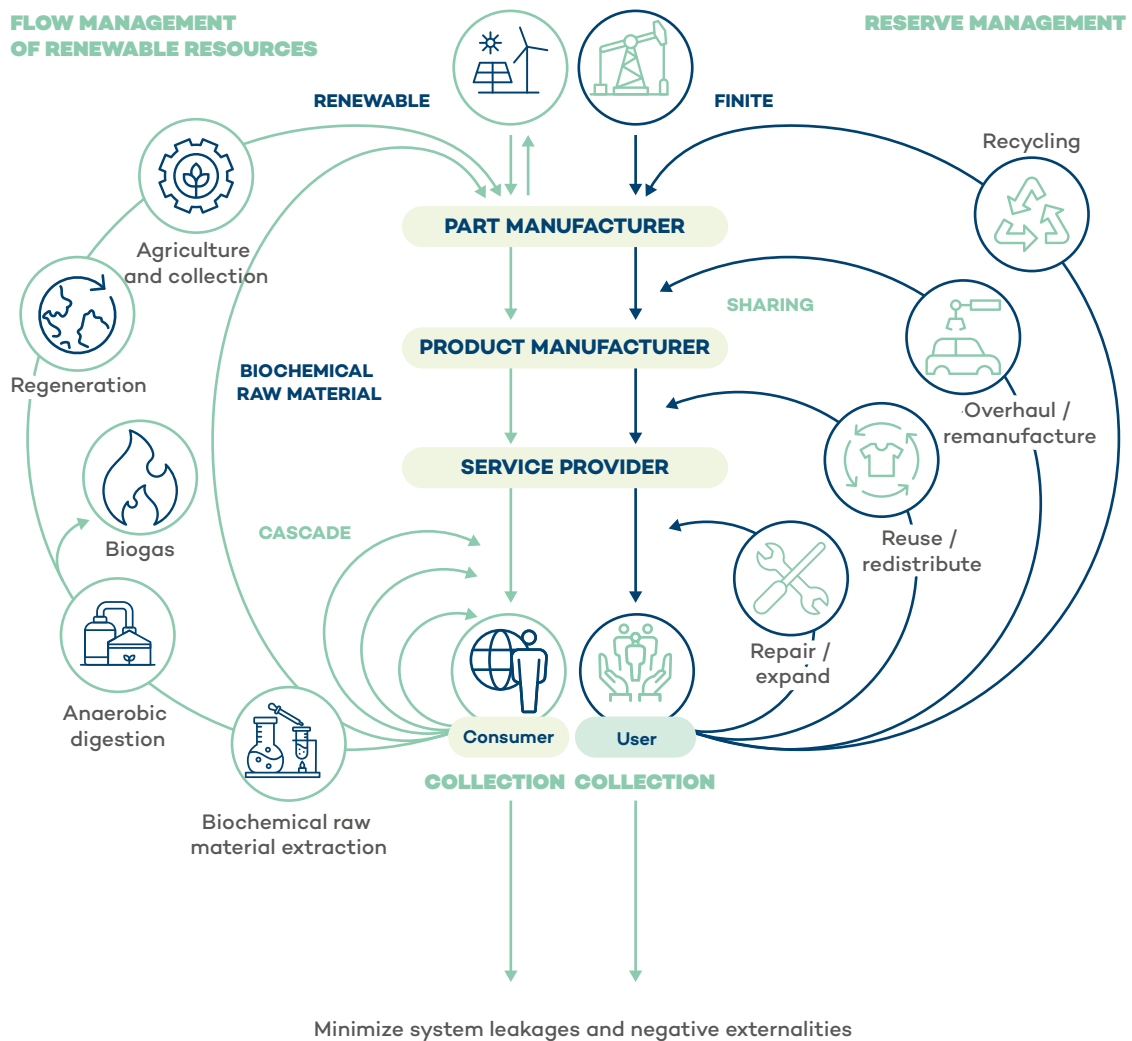 FLOW MANAGEMENT
OF RENEWABLE RESOURCES
RESERVE MANAGEMENT
RENEWABLE
FINITE
Recycling
PART MANUFACTURER
Agriculture
and collection
SHARING
PRODUCT MANUFACTURER
BIOCHEMICAL
RAW MATERIAL
Regeneration
Overhaul /
remanufacture
SERVICE PROVIDER
CASCADE
Biogas
Reuse /
redistribute
Repair /
expand
Anaerobic
digestion
Consumer
User
COLLECTION
COLLECTION
Biochemical raw
material extraction
Minimize system leakages and negative externalities